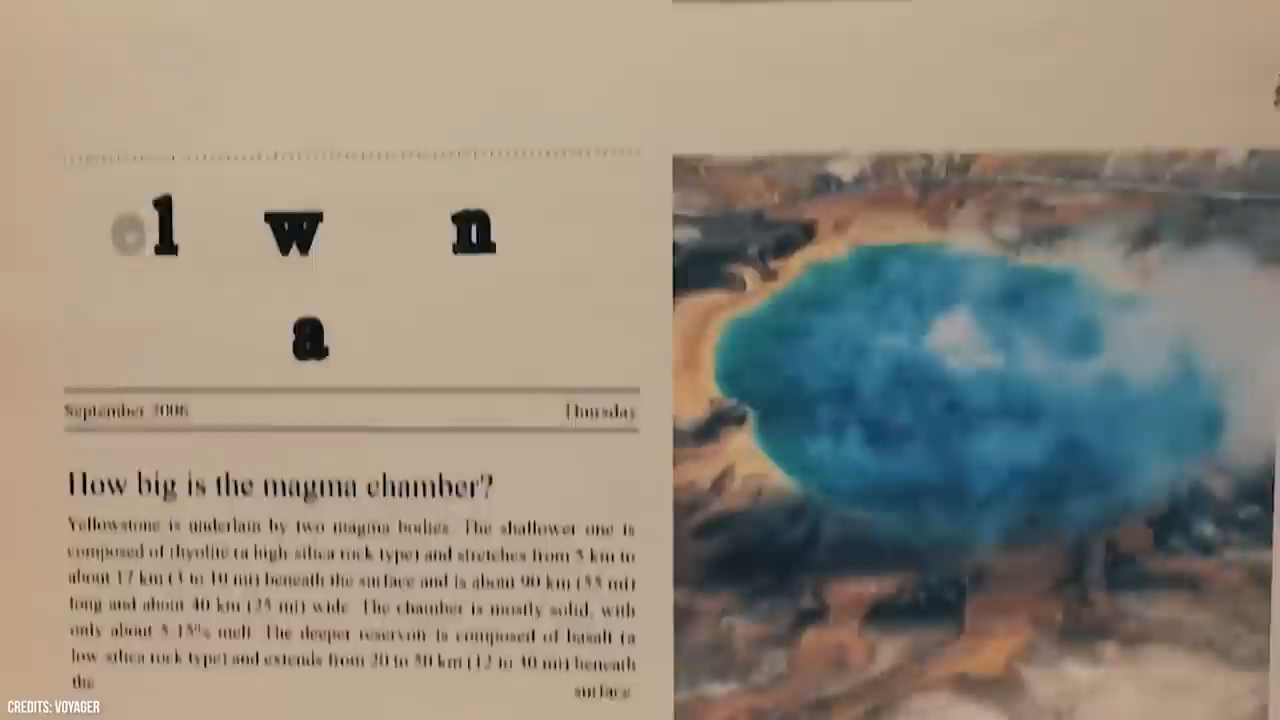 el w n
a
September 2006 Thursday
How big is the magma chamber?
Yellowstone is underlain by two magma bodies. The shallower one is
composed of rhyolite (a high-silica rock type) and stretches from 5 km to
about 17 km (3 to 10 mi) beneath the surface and is about 90 km (55 mi)
long and about 40 km (25 mi) wide. The chamber is mostly solid, with
only about 5-15% melt. The deeper reservoir is composed of basalt (a
low-silica rock type) and extends from 20 to 50 km (12 to 30 mi) beneath
the surface.
CREDITS: VOYAGER